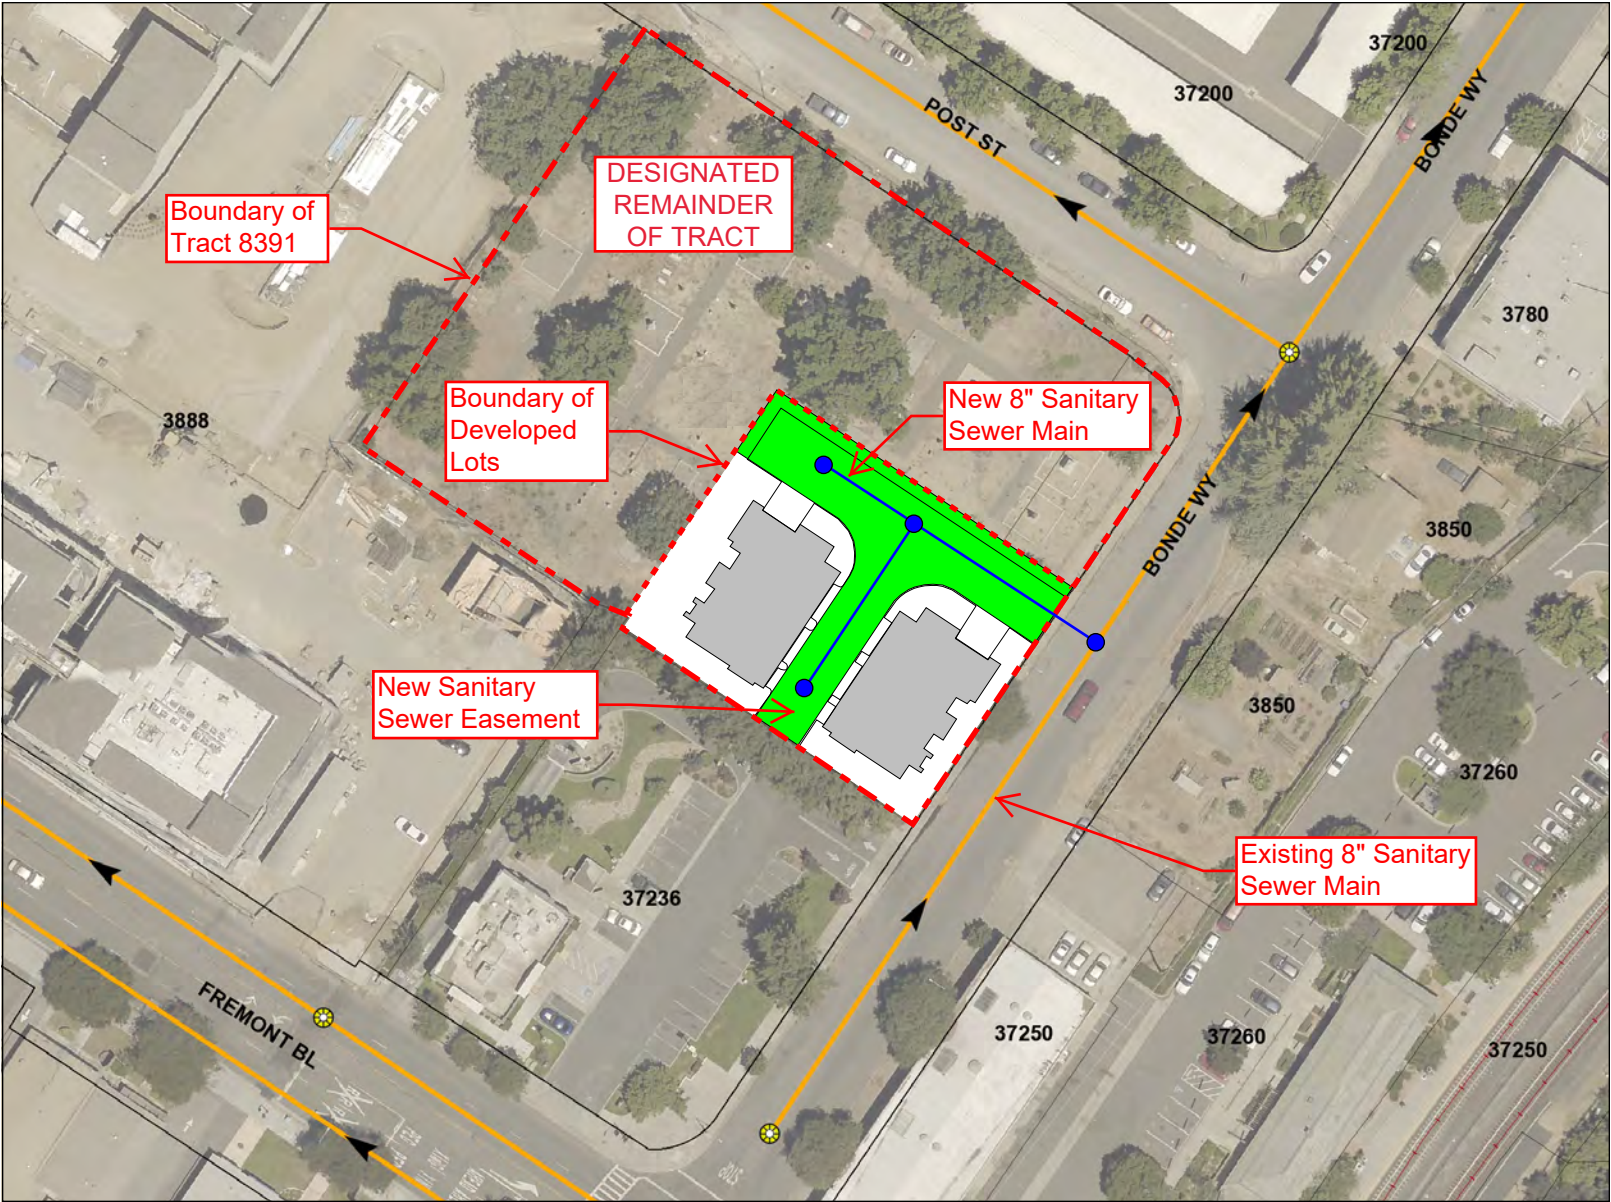 37200
37200
POST ST
BONDE WY
DESIGNATED
REMAINDER
OF TRACT
Boundary of
Tract 8391
3780
3888
Boundary of
Developed
Lots
New 8" Sanitary
Sewer Main
BONDE WY
3850
New Sanitary
Sewer Easement
3850
37260
Existing 8" Sanitary
Sewer Main
37236
FREMONT BL
37250
37260
37250